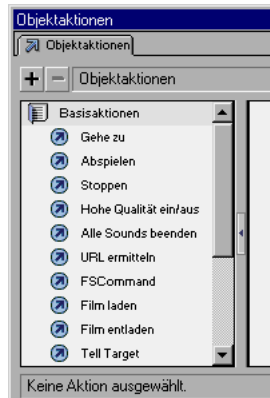 Objektaktionen
Objektaktionen
Objektaktionen
Basisaktionen
Gehe zu
Abspielen
Stoppen
Hohe Qualität ein/aus
Alle Sounds beenden
URL ermitteln
FSCommand
Film laden
Film entladen
Tell Target
Keine Aktion ausgewählt.